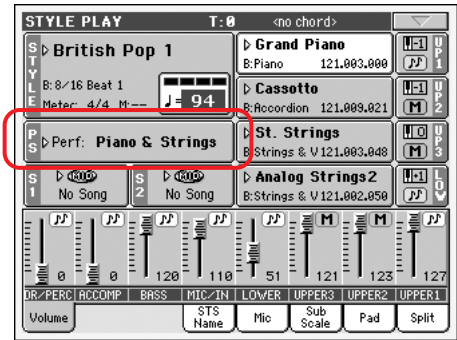 STYLE PLAY T:0 <no chord>
STYLE British Pop 1
B:8/16 Beat 1
Meter: 4/4 M:-- ♩= 94
Grand Piano
B:Piano 121.003.000
-1 UP1
Cassotto
B:Accordion 121.009.021
-1 M UP2
PS Perf: Piano & Strings
St. Strings
B:Strings & V 121.003.048
0 M UP3
S1 No Song
S2 No Song
Analog Strings2
B:Strings & V 121.002.050
+1 LOW
M M
0 0 120 110 51 121 123 127
DR/PERC ACCOMP BASS MIC/IN LOWER UPPER3 UPPER2 UPPER1
Volume STS Name Mic Sub Scale Pad Split